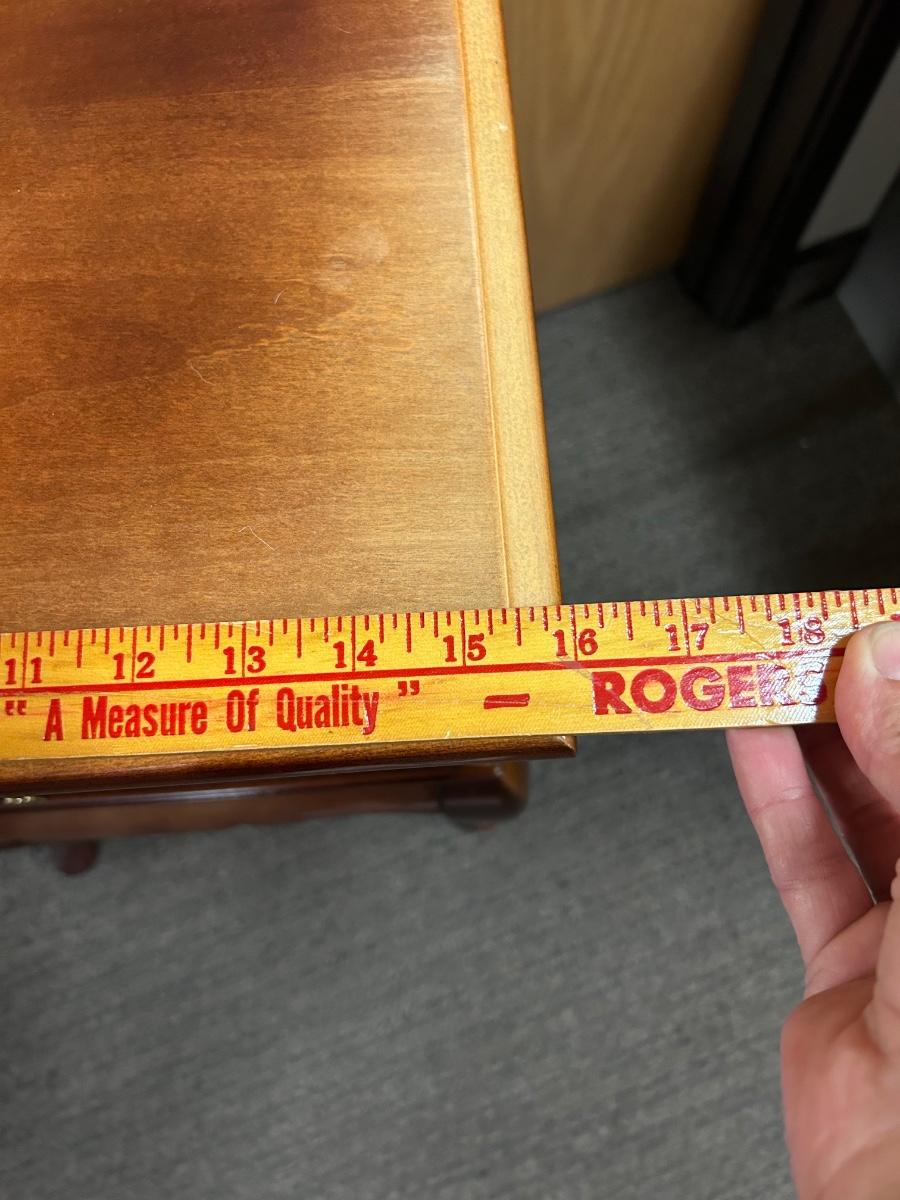 11 12 13 14 15 16 17 18
“ A Measure Of Quality ” – ROGERS